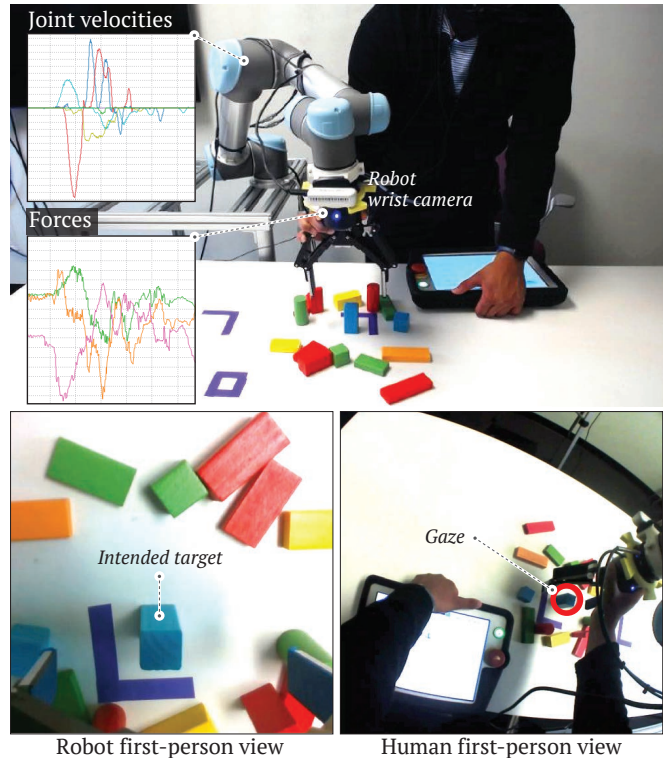 Joint velocities
Robot
wrist camera
Forces
Intended target
Gaze
Robot first-person view
Human first-person view